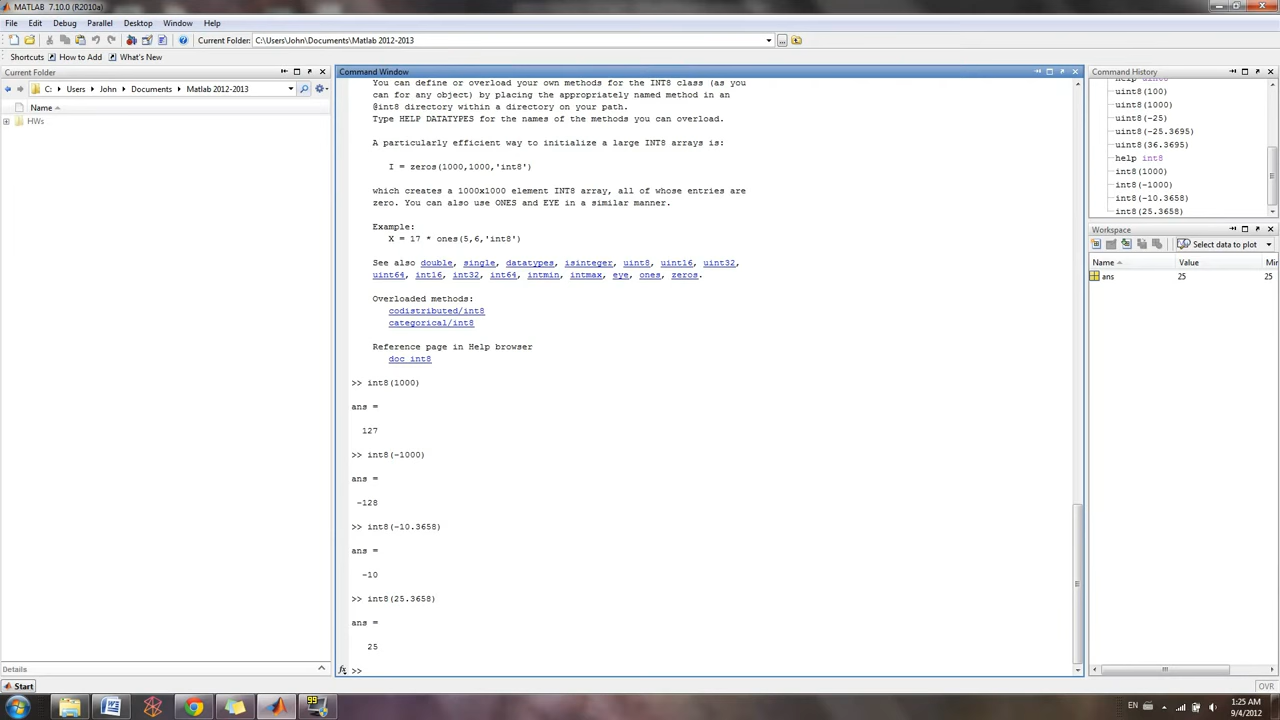 MATLAB 7.10.0 (R2010a)
File Edit Debug Parallel Desktop Window Help
Current Folder: C:\Users\John\Documents\Matlab 2012-2013
Shortcuts How to Add What's New
Current Folder
C: Users John Documents Matlab 2012-2013
Name
HWs
Details
Command Window
You can define or overload your own methods for the INT8 class (as you
can for any object) by placing the appropriately named method in an
@int8 directory within a directory on your path.
Type HELP DATATYPES for the names of the methods you can overload.
A particularly efficient way to initialize a large INT8 arrays is:
I = zeros(1000,1000,'int8')
which creates a 1000x1000 element INT8 array, all of whose entries are
zero. You can also use ONES and EYE in a similar manner.
Example:
X = 17 * ones(5,6,'int8')
See also double, single, datatypes, isinteger, uint8, uint16, uint32,
uint64, int16, int32, int64, intmin, intmax, eye, ones, zeros.
Overloaded methods:
codistributed/int8
categorical/int8
Reference page in Help browser
doc int8
>> int8(1000)
ans =
127
>> int8(-1000)
ans =
-128
>> int8(-10.3658)
ans =
-10
>> int8(25.3658)
ans =
25
fx >>
Command History
help uint8
uint8(100)
uint8(1000)
uint8(-25)
uint8(-25.3695)
uint8(36.3695)
help int8
int8(1000)
int8(-1000)
int8(-10.3658)
int8(25.3658)
Workspace
Select data to plot
Name Value Min
ans 25 25
Start
OVR
99
EN
1:25 AM
9/4/2012